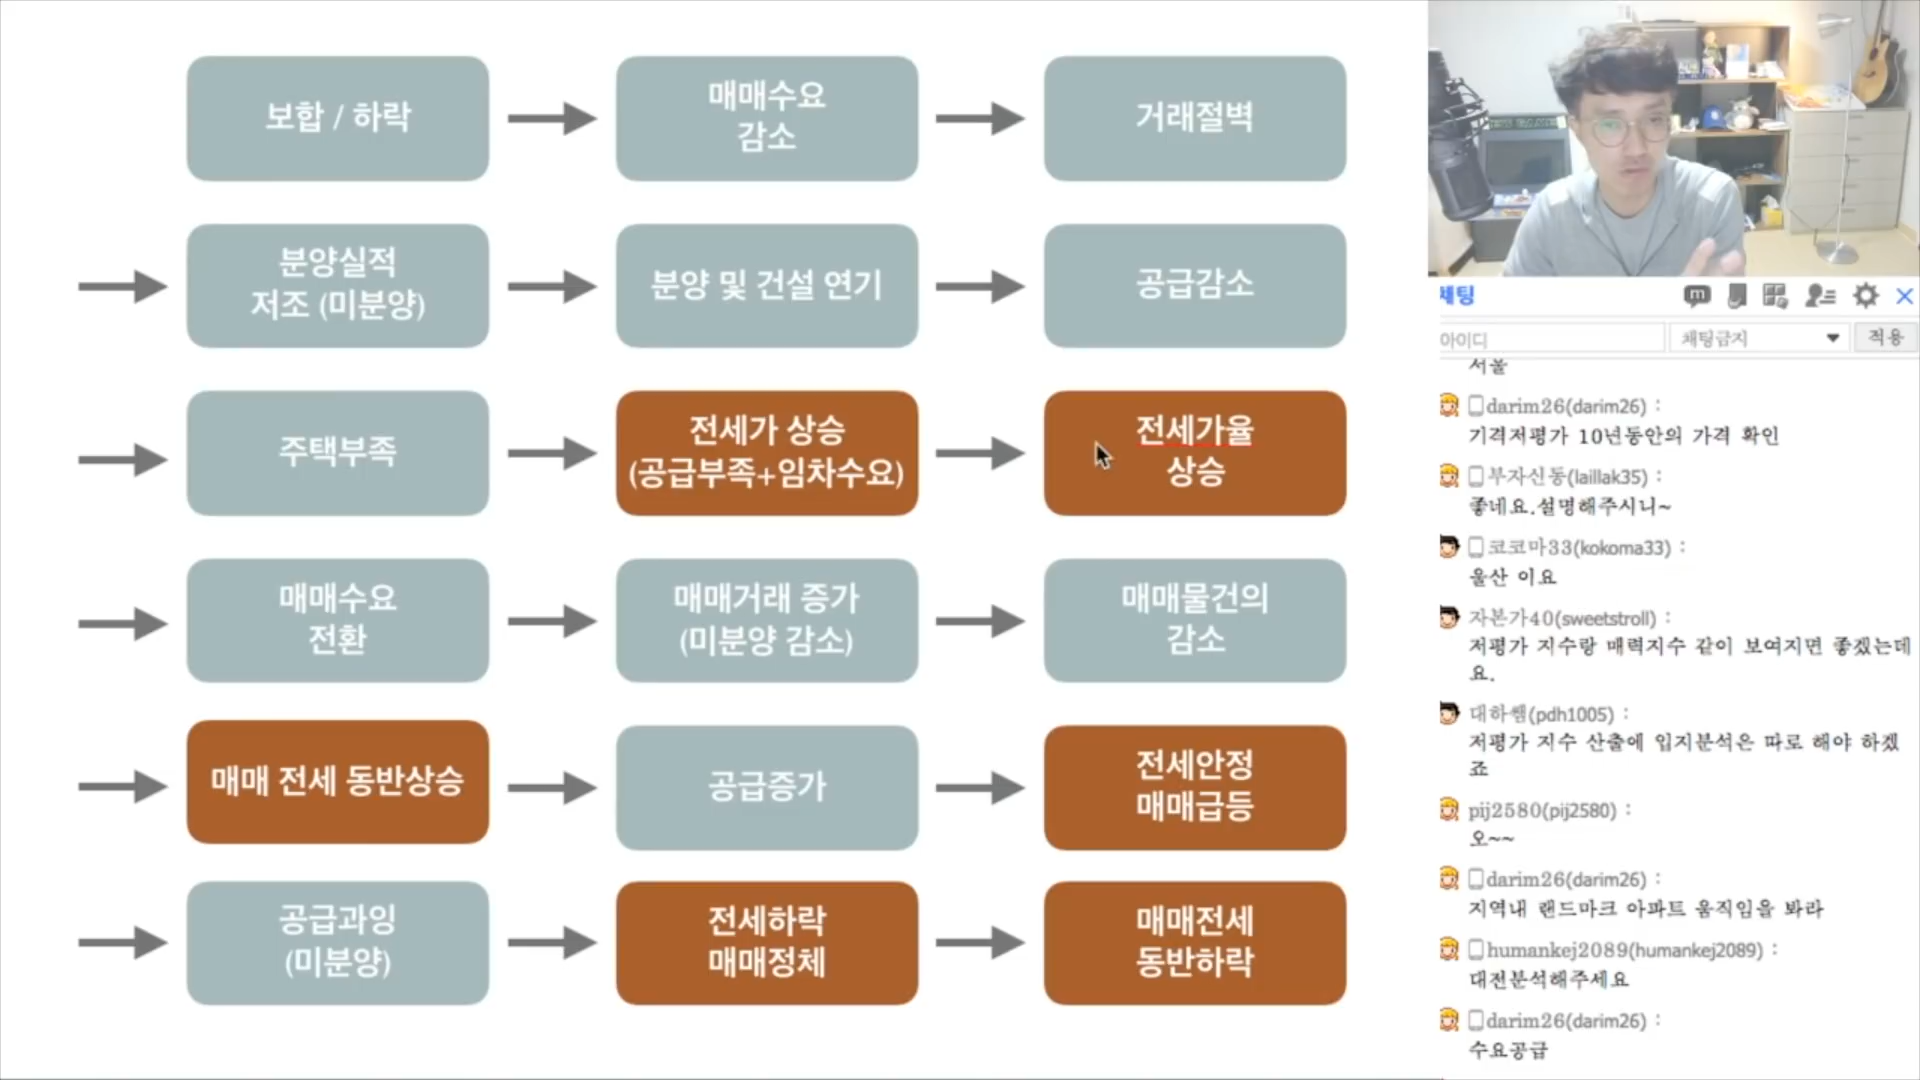 보합 / 하락
매매수요
감소
거래절벽
분양실적
저조 (미분양)
분양 및 건설 연기
공급감소
주택부족
전세가 상승
(공급부족+임차수요)
전세가율
상승
매매수요
전환
매매거래 증가
(미분양 감소)
매매물건의
감소
매매 전세 동반상승
공급증가
전세안정
매매급등
공급과잉
(미분양)
전세하락
매매정체
매매전세
동반하락
채팅
아이디
채팅금지
적용
서울
darim26(darim26) :
기격저평가 10년동안의 가격 확인
부자신동(laillak35) :
좋네요.설명해주시니~
코코마33(kokoma33) :
울산 이요
자본가40(sweetstroll) :
저평가 지수랑 매력지수 같이 보여지면 좋겠는데
요.
대하쌤(pdh1005) :
저평가 지수 산출에 입지분석은 따로 해야 하겠
죠
pij2580(pij2580) :
오~~
darim26(darim26) :
지역내 랜드마크 아파트 움직임을 봐라
humankej2089(humankej2089) :
대전분석해주세요
darim26(darim26) :
수요공급